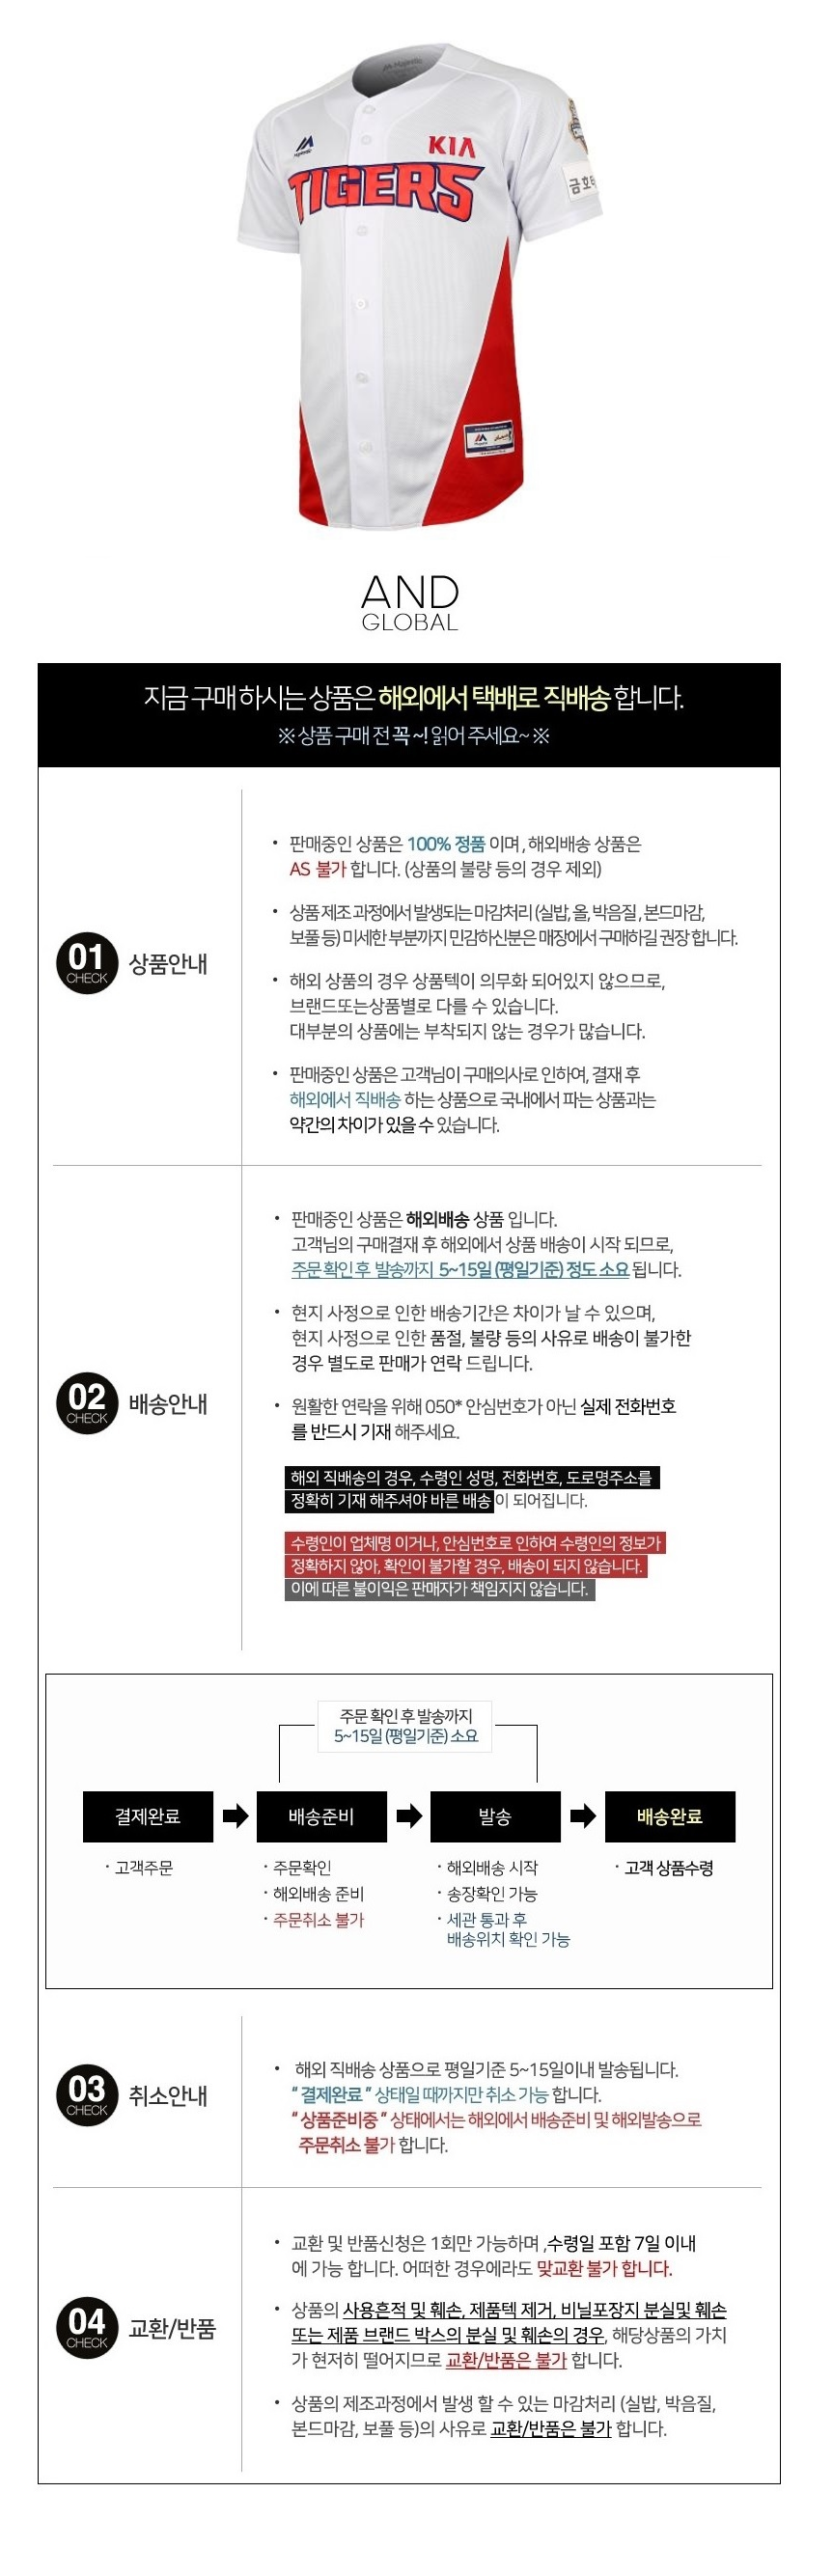 Majestic
Majestic
KIA
TIGERS
금호타
AND
GLOBAL
지금 구매 하시는 상품은 해외에서 택배로 직배송 합니다.
※ 상품 구매 전 꼭 ~! 읽어 주세요~ ※
01
CHECK
상품안내
• 판매중인 상품은 100% 정품 이며, 해외배송 상품은
AS 불가 합니다. (상품의 불량 등의 경우 제외)
• 상품 제조 과정에서 발생되는 마감처리 (실밥, 올, 박음질, 본드마감,
보풀 등) 미세한 부분까지 민감하신분은 매장에서 구매하길 권장 합니다.
• 해외 상품의 경우 상품텍이 의무화 되어있지 않으므로,
브랜드또는상품별로 다를 수 있습니다.
대부분의 상품에는 부착되지 않는 경우가 많습니다.
• 판매중인 상품은 고객님이 구매의사로 인하여, 결재 후
해외에서 직배송 하는 상품으로 국내에서 파는 상품과는
약간의 차이가 있을 수 있습니다.
02
CHECK
배송안내
• 판매중인 상품은 해외배송 상품 입니다.
고객님의 구매결재 후 해외에서 상품 배송이 시작 되므로,
주문 확인 후 발송까지 5~15일 (평일기준) 정도 소요 됩니다.
• 현지 사정으로 인한 배송기간은 차이가 날 수 있으며,
현지 사정으로 인한 품절, 불량 등의 사유로 배송이 불가한
경우 별도로 판매가 연락 드립니다.
• 원활한 연락을 위해 050* 안심번호가 아닌 실제 전화번호
를 반드시 기재 해주세요.
해외 직배송의 경우, 수령인 성명, 전화번호, 도로명주소를
정확히 기재 해주셔야 바른 배송이 되어집니다.
수령인이 업체명 이거나, 안심번호로 인하여 수령인의 정보가
정확하지 않아, 확인이 불가할 경우, 배송이 되지 않습니다.
이에 따른 불이익은 판매자가 책임지지 않습니다.
주문 확인 후 발송까지
5~15일 (평일기준) 소요
결제완료
배송준비
발송
배송완료
· 고객주문
· 주문확인
· 해외배송 준비
· 주문취소 불가
· 해외배송 시작
· 송장확인 가능
· 세관 통과 후
배송위치 확인 가능
· 고객 상품수령
03
CHECK
취소안내
• 해외 직배송 상품으로 평일기준 5~15일이내 발송됩니다.
" 결제완료 " 상태일 때까지만 취소 가능 합니다.
" 상품준비중 " 상태에서는 해외에서 배송준비 및 해외발송으로
주문취소 불가 합니다.
04
CHECK
교환/반품
• 교환 및 반품신청은 1회만 가능하며 ,수령일 포함 7일 이내
에 가능 합니다. 어떠한 경우에라도 맞교환 불가 합니다.
• 상품의 사용흔적 및 훼손, 제품텍 제거, 비닐포장지 분실및 훼손
또는 제품 브랜드 박스의 분실 및 훼손의 경우, 해당상품의 가치
가 현저히 떨어지므로 교환/반품은 불가 합니다.
• 상품의 제조과정에서 발생 할 수 있는 마감처리 (실밥, 박음질,
본드마감, 보풀 등)의 사유로 교환/반품은 불가 합니다.